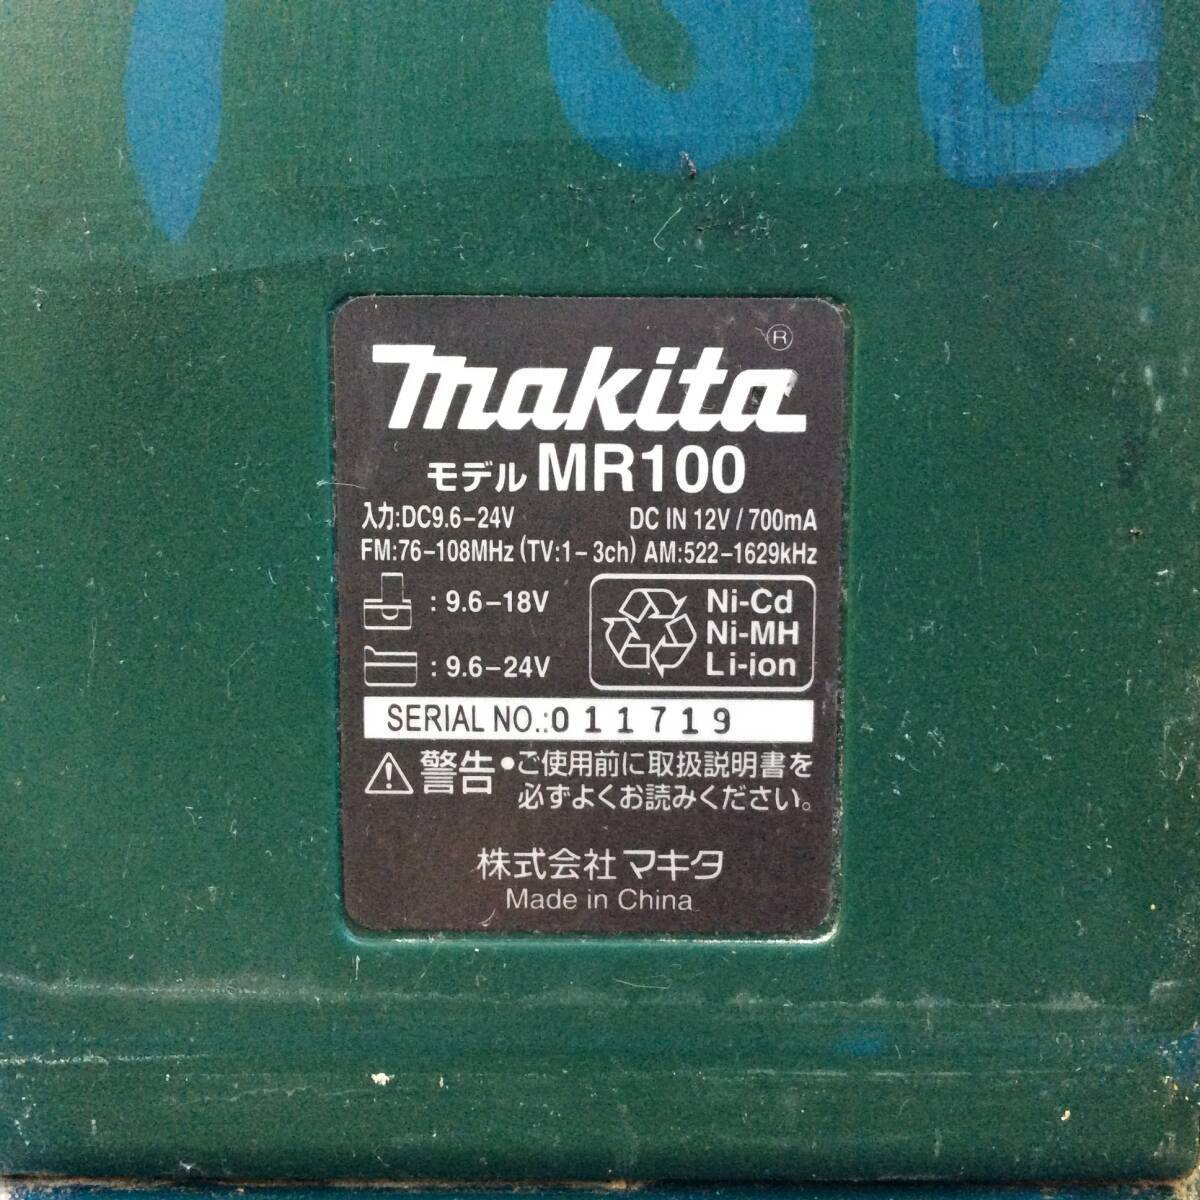 makita®
モデル MR100
入力:DC9.6-24V DC IN 12V / 700mA
FM:76-108MHz (TV:1-3ch) AM:522-1629kHz
: 9.6-18V
: 9.6-24V
Ni-Cd
Ni-MH
Li-ion
SERIAL NO.:011719
警告 •ご使用前に取扱説明書を
必ずよくお読みください。
株式会社 マキタ
Made in China